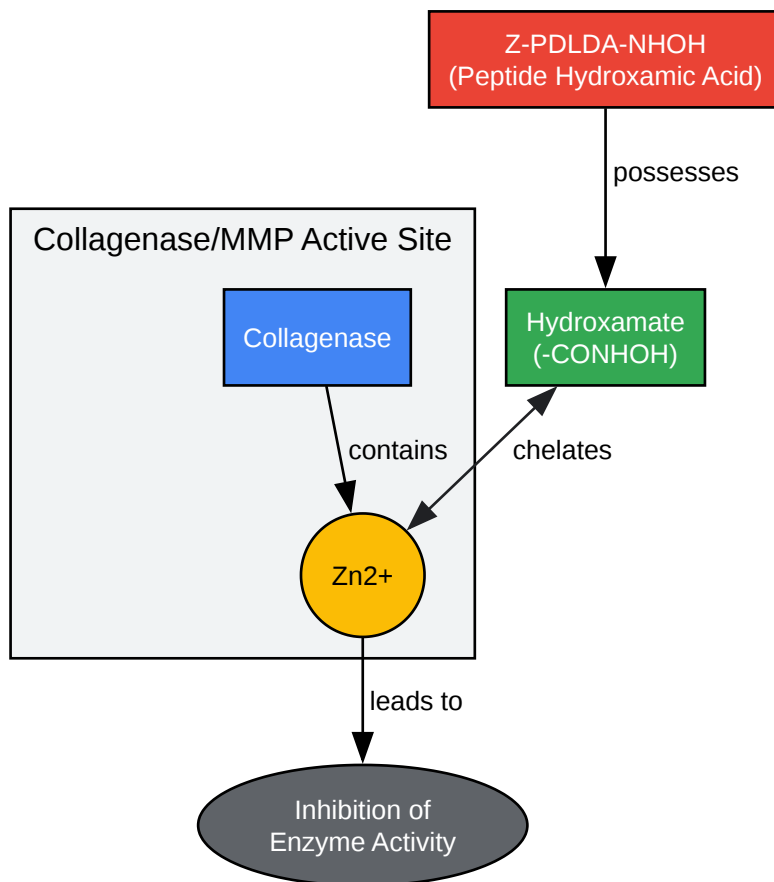 Z-PDLDA-NHOH
(Peptide Hydroxamic Acid)
possesses
Collagenase/MMP Active Site
Collagenase
Hydroxamate
(-CONHOH)
contains
chelates
Zn2+
leads to
Inhibition of
Enzyme Activity